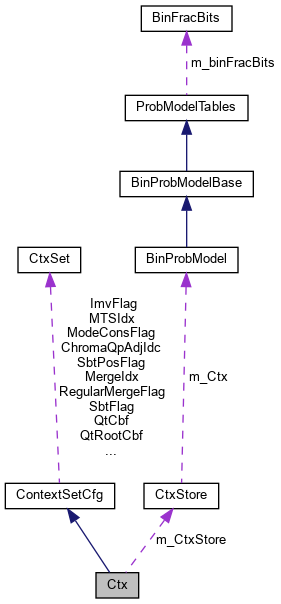 BinFracBits
m_binFracBits
ProbModelTables
BinProbModelBase
CtxSet
BinProbModel
ImvFlag
MTSIdx
ModeConsFlag
ChromaQpAdjIdc
SbtPosFlag
MergeIdx
RegularMergeFlag
SbtFlag
QtCbf
QtRootCbf
...
m_Ctx
ContextSetCfg
CtxStore
m_CtxStore
Ctx